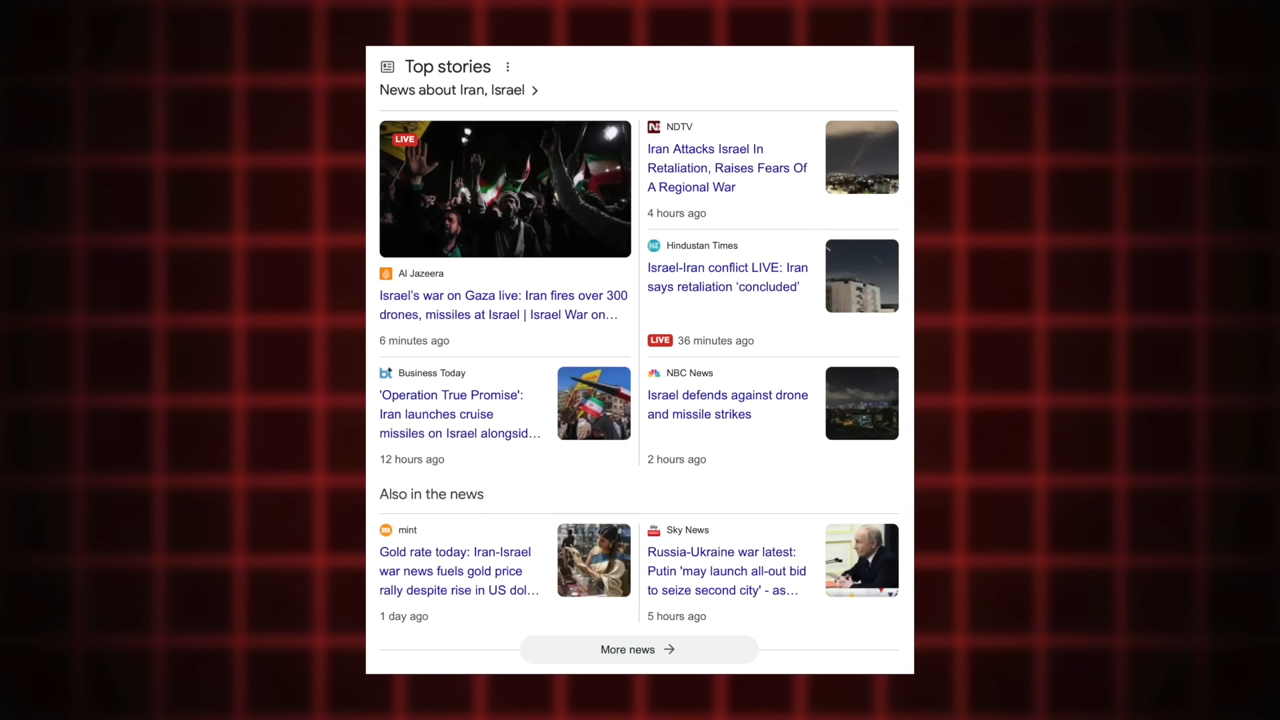 Top stories
News about Iran, Israel
LIVE
Al Jazeera
Israel's war on Gaza live: Iran fires over 300
drones, missiles at Israel | Israel War on...
6 minutes ago
NDTV
Iran Attacks Israel In
Retaliation, Raises Fears Of
A Regional War
4 hours ago
Hindustan Times
Israel-Iran conflict LIVE: Iran
says retaliation ‘concluded’
LIVE 36 minutes ago
Business Today
'Operation True Promise':
Iran launches cruise
missiles on Israel alongsid...
12 hours ago
NBC News
Israel defends against drone
and missile strikes
2 hours ago
Also in the news
mint
Gold rate today: Iran-Israel
war news fuels gold price
rally despite rise in US dol...
1 day ago
Sky News
Russia-Ukraine war latest:
Putin 'may launch all-out bid
to seize second city' - as...
5 hours ago
More news